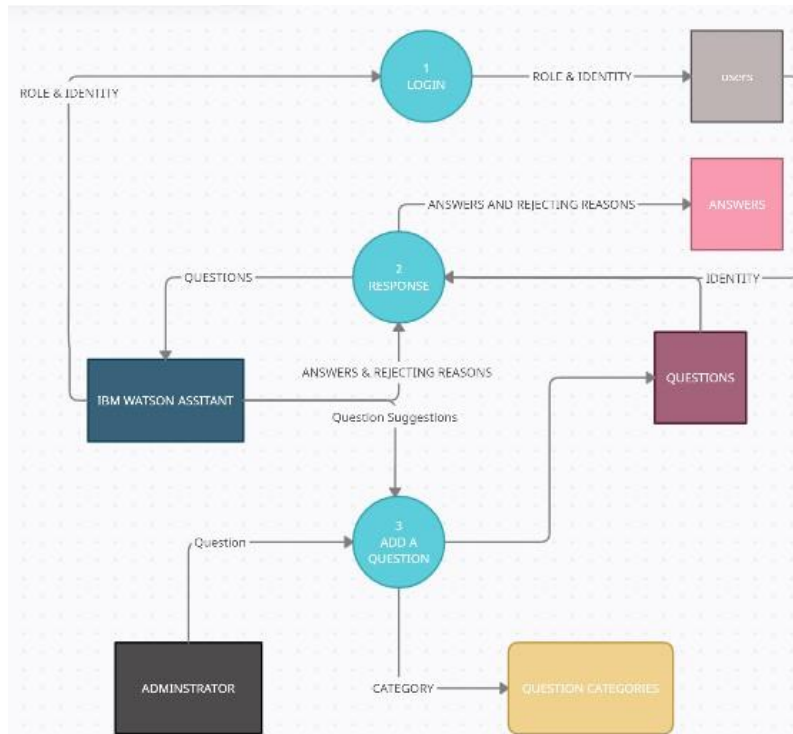 1
LOGIN
ROLE & IDENTITY
users
ROLE & IDENTITY
ANSWERS AND REJECTING REASONS
ANSWERS
2
RESPONSE
QUESTIONS
IDENTITY
ANSWERS & REJECTING REASONS
QUESTIONS
IBM WATSON ASSITANT
Question Suggestions
3
ADD A
QUESTION
Question
ADMINSTRATOR
CATEGORY
QUESTION CATEGORIES